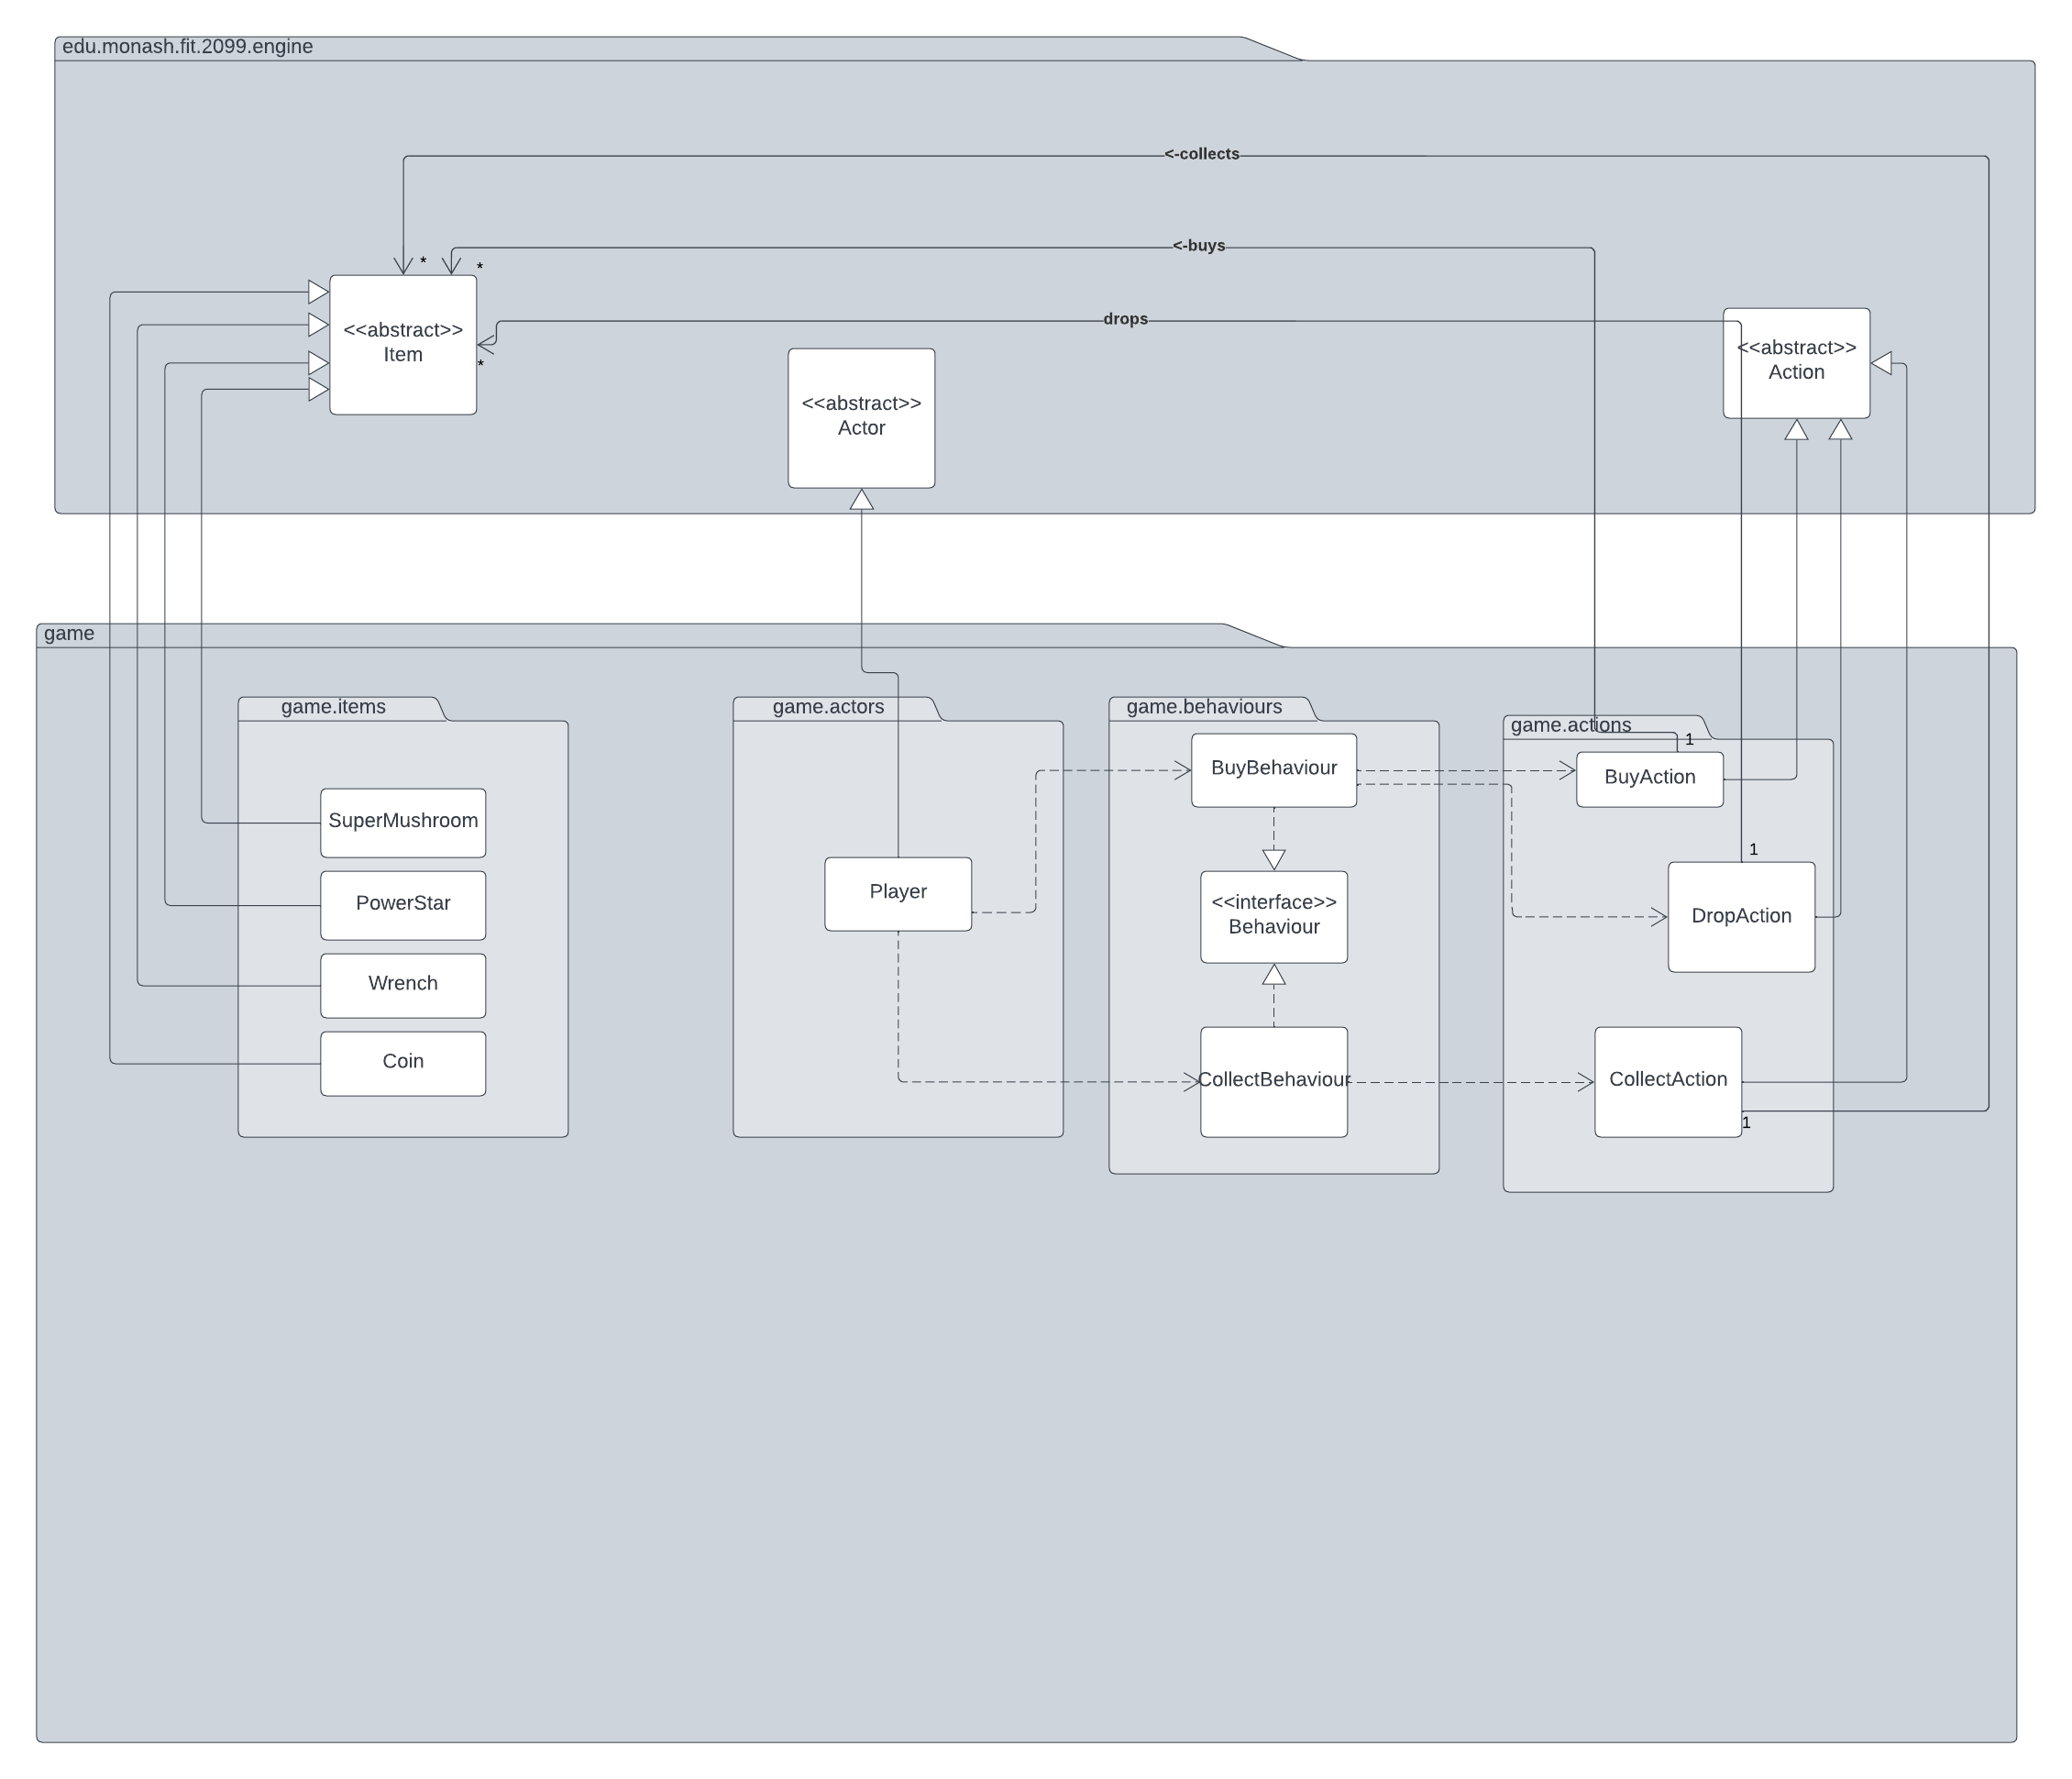 edu.monash.fit.2099.engine
<-collects
<-buys
*
*
drops
*
<<abstract>>
Item
<<abstract>>
Actor
<<abstract>>
Action
game
game.items
game.actors
game.behaviours
game.actions
SuperMushroom
PowerStar
Wrench
Coin
Player
BuyBehaviour
<<interface>>
Behaviour
CollectBehaviour
1
BuyAction
1
DropAction
CollectAction
1